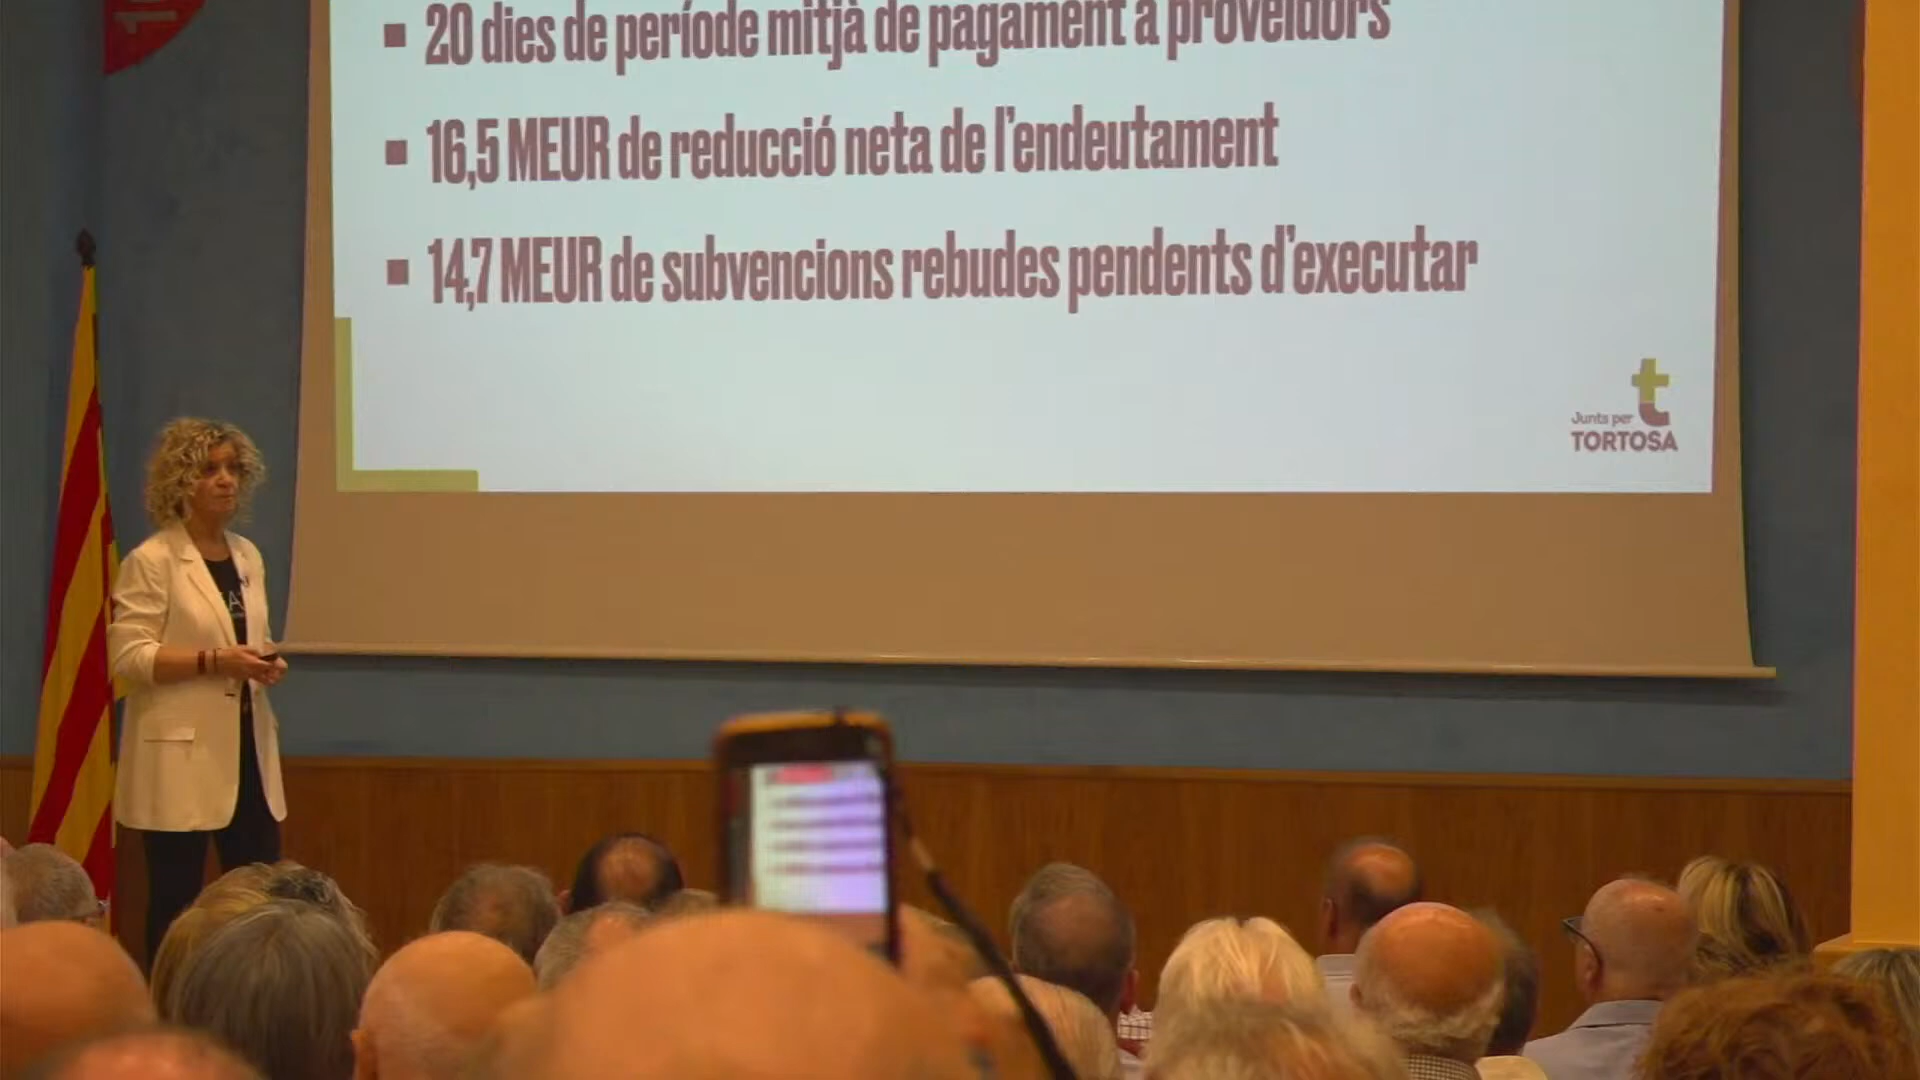 ▪ 20 dies de període mitjà de pagament a proveïdors
▪ 16,5 MEUR de reducció neta de l'endeutament
▪ 14,7 MEUR de subvencions rebudes pendents d'executar
t
Junts per
TORTOSA